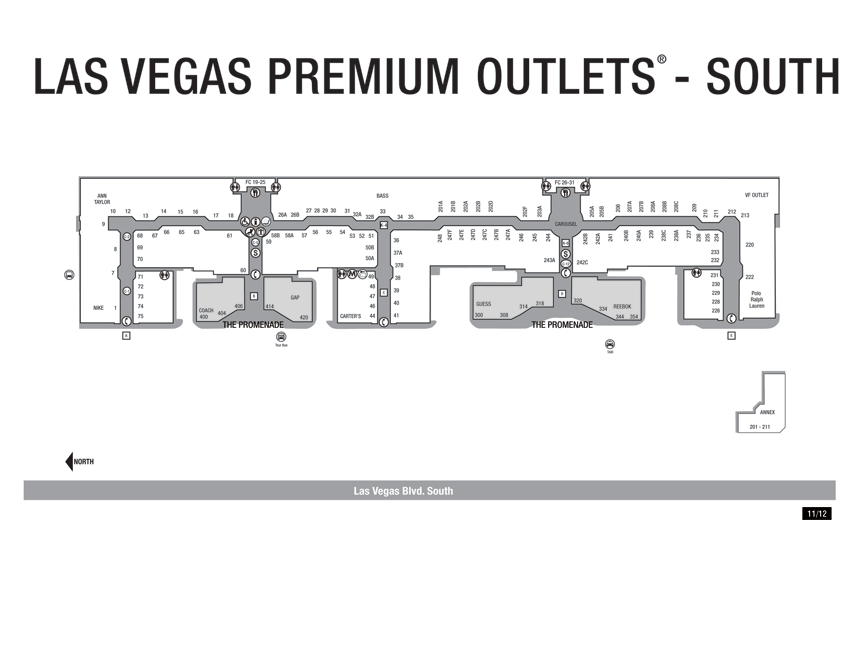 LAS VEGAS PREMIUM OUTLETS® - SOUTH
FC 19-25
FC 26-31
ANN
TAYLOR
BASS
VF OUTLET
10 12 13 14 15 16 17 18 26A 26B 27 28 29 30 31 32A 32B 33 34 35
201A 201B 202A 202B 202D 202F 203A 205A 205B 206 207A 207B 208A 208B 208C 209 210 211 212 213
9
CAROUSEL
68 67 66 65 63 61 59 58B 58A 57 56 55 54 53 52 51 36
248 247F 247E 247D 247C 247B 247A 246 245 244 242B 242A 241 240B 240A 239 238C 238A 237 236 235 234
8 69 50B 37A 220
70 50A 37B 243A 242C 233
232
7 71 60 49 38 231 222
72 48 230
73 47 39 229
NIKE 1 74 46 40 228
75 44 41 226
COACH
400 404 406 414 420
GAP
THE PROMENADE
CARTER'S
GUESS
300 308 314 318 320 334 344 354
REEBOK
THE PROMENADE
Polo
Ralph
Lauren
Tour Bus
Taxi
ANNEX
201 - 211
NORTH
Las Vegas Blvd. South
11/12